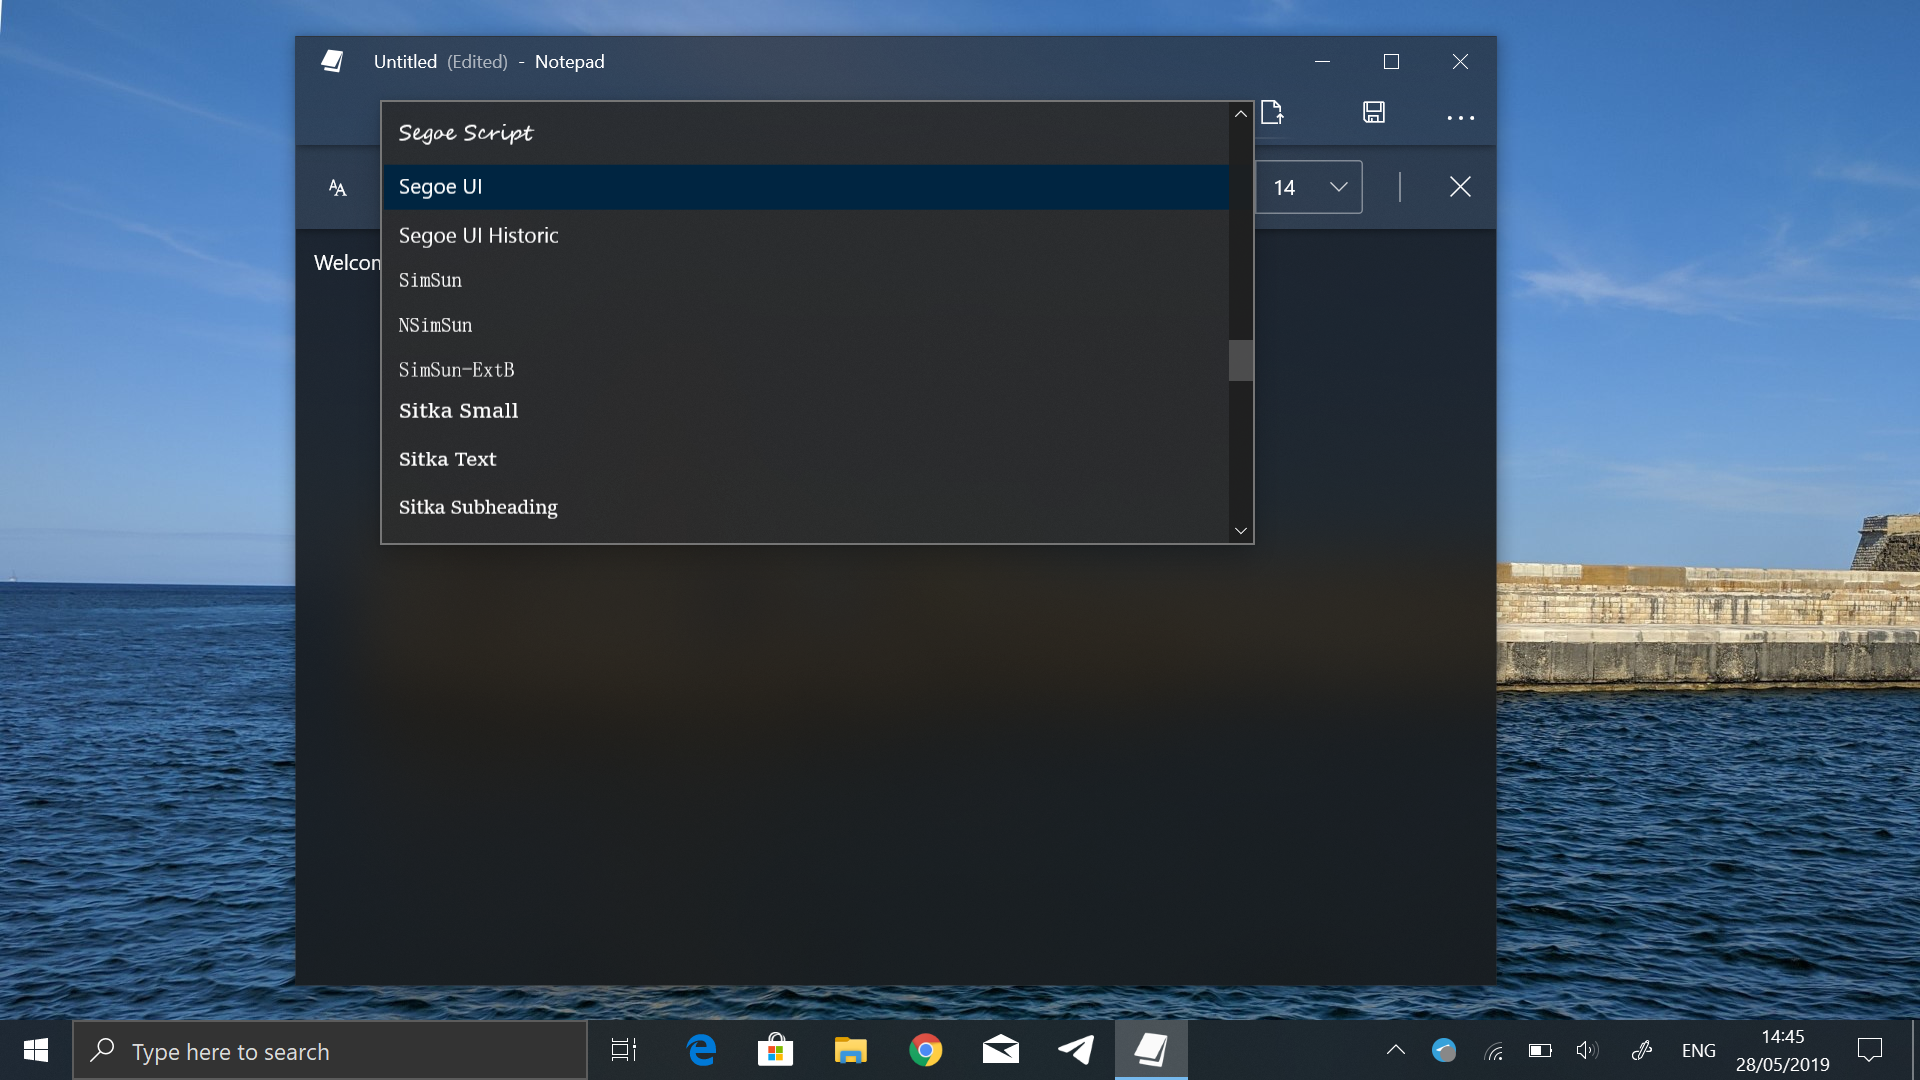 Untitled (Edited) - Notepad
Segoe Script
Segoe UI
14
Segoe UI Historic
Welcom
SimSun
NSimSun
SimSun-ExtB
Sitka Small
Sitka Text
Sitka Subheading
Type here to search
ENG
14:45
28/05/2019